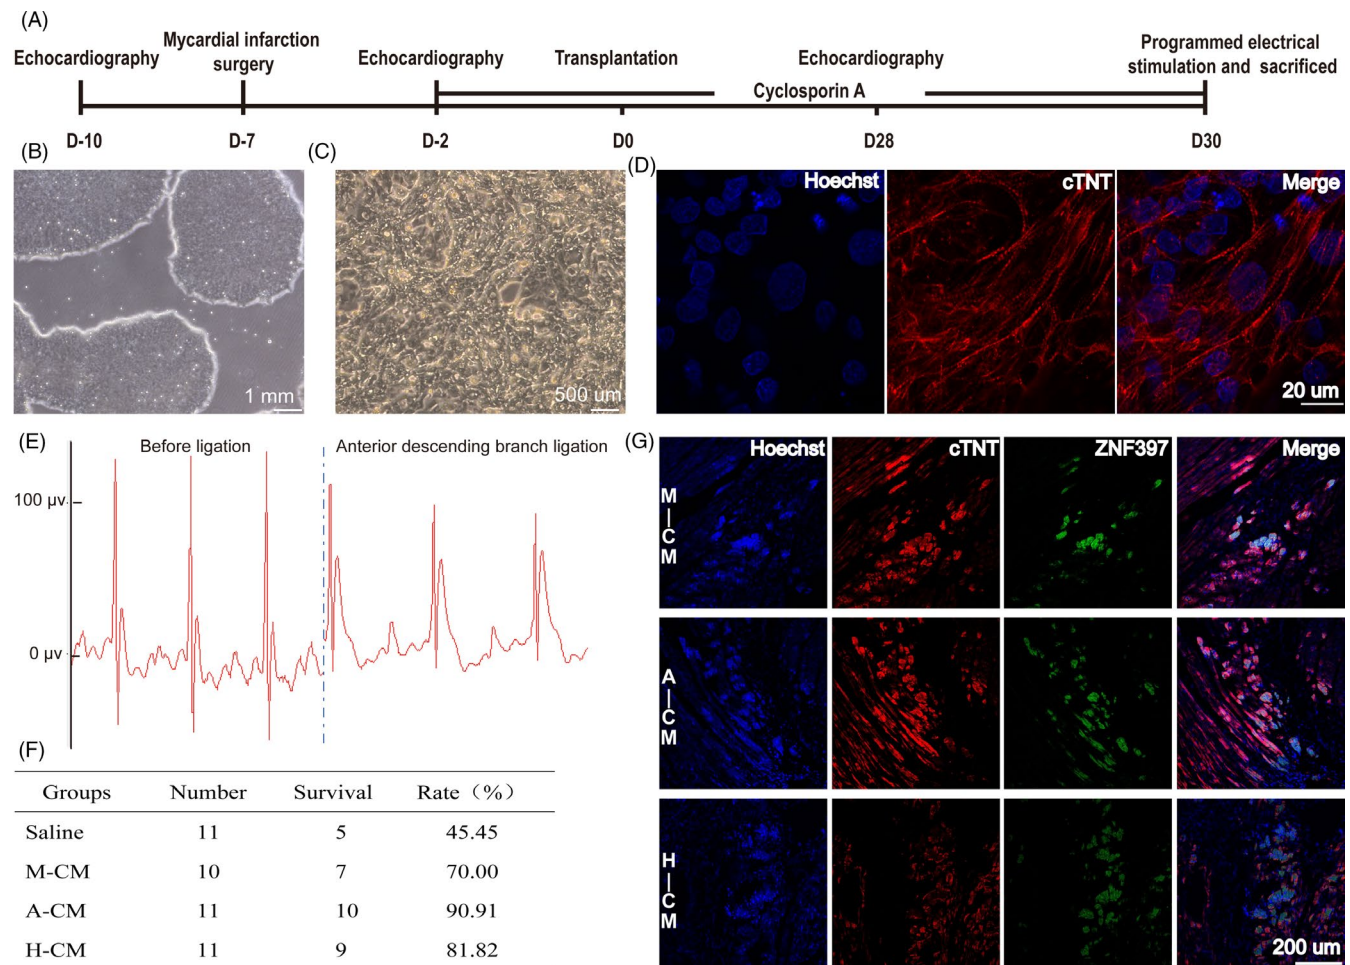 (A)
Echocardiography
Mycardial infarction
surgery
Echocardiography
Transplantation
Echocardiography
Programmed electrical
stimulation and sacrificed
Cyclosporin A
D-10
D-7
D-2
D0
D28
D30
(B)
1 mm
(C)
500 um
(D)
Hoechst
cTNT
Merge
20 um
(E)
Before ligation
Anterior descending branch ligation
100 μv.
0 μv
(F)
Groups Number Survival Rate（%）
Saline 11 5 45.45
M-CM 10 7 70.00
A-CM 11 10 90.91
H-CM 11 9 81.82
(G)
Hoechst
cTNT
ZNF397
Merge
M-CM
A-CM
H-CM
200 um